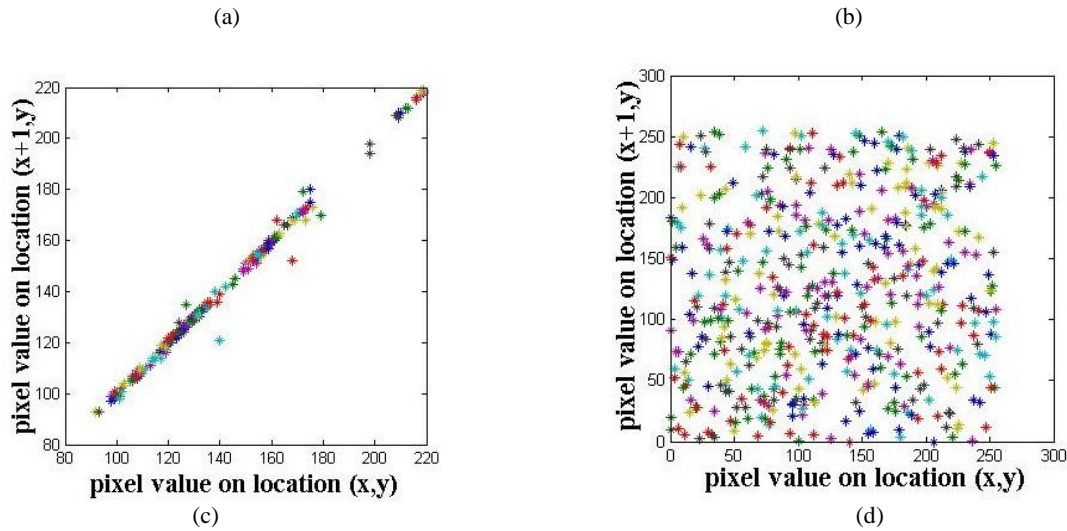 (a) (b)
220
200
180
160
140
120
100
80
80 100 120 140 160 180 200 220
pixel value on location (x+1,y)
pixel value on location (x,y)
(c)
300
250
200
150
100
50
0
0 50 100 150 200 250 300
pixel value on location (x+1,y)
pixel value on location (x,y)
(d)